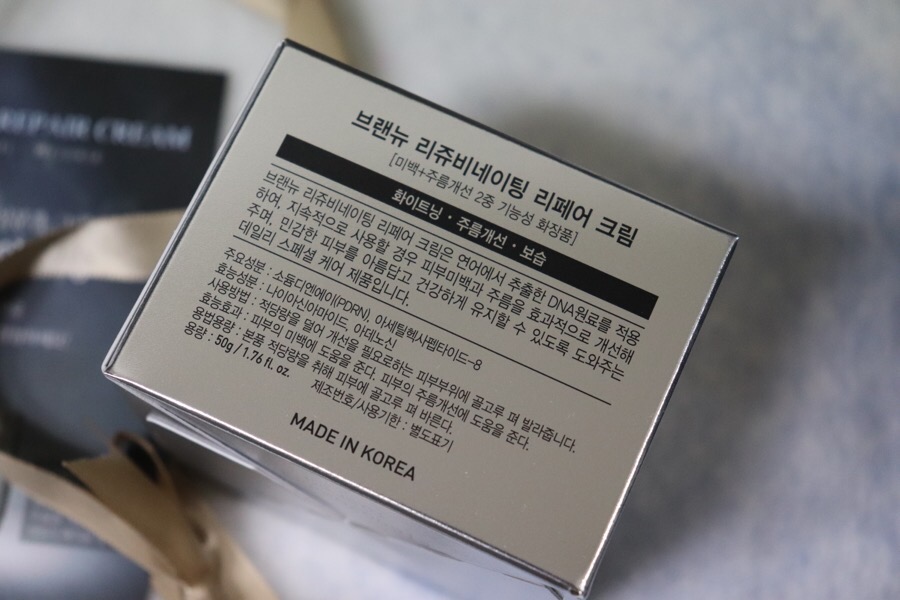 REPAIR CREAM
브랜뉴 리쥬비네이팅 리페어 크림
[미백+주름개선 2중 기능성 화장품]
화이트닝 · 주름개선 · 보습
브랜뉴 리쥬비네이팅 리페어 크림은 연어에서 추출한 DNA원료를 적용
하여, 지속적으로 사용할 경우 피부미백과 주름을 효과적으로 개선해
주며, 민감한 피부를 아름답고 건강하게 유지할 수 있도록 도와주는
데일리 스페셜 케어 제품입니다.
주요성분 : 소듐디엔에이(PDRN), 아세틸헥사펩타이드-8
효능성분 : 나이아신아마이드, 아데노신
사용방법 : 적당량을 덜어 개선을 필요로하는 피부부위에 골고루 펴 발라줍니다.
효능효과 : 피부의 미백에 도움을 준다. 피부의 주름개선에 도움을 준다.
용법용량 : 본품 적당량을 취해 피부에 골고루 펴 바른다.
용량 : 50g / 1.76 fl. oz.
제조번호/사용기한 : 별도표기
MADE IN KOREA